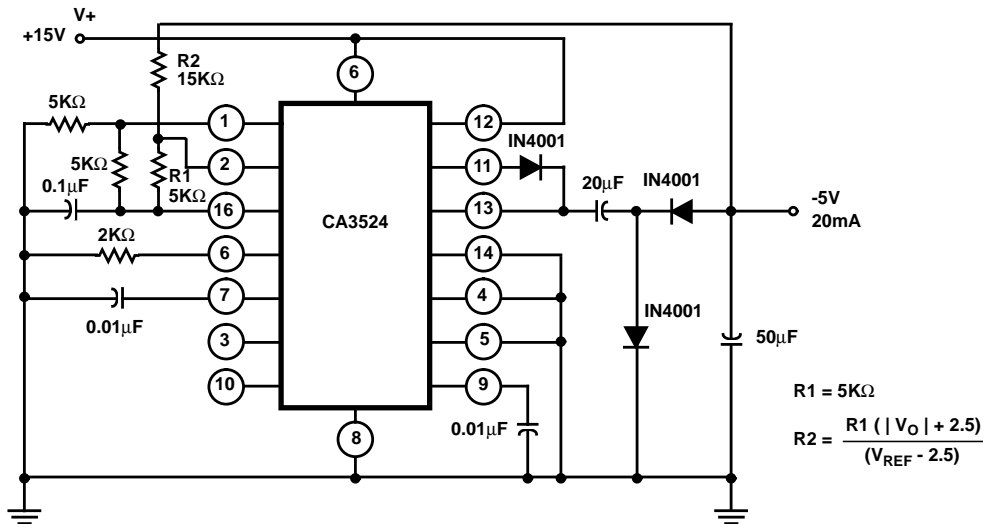 V+
+15V
R2
15KΩ
6
5KΩ
1
12
IN4001
5KΩ
2
R1
5KΩ
11
0.1μF
16
CA3524
13
20μF
IN4001
-5V
20mA
2KΩ
6
14
0.01μF
7
4
IN4001
3
5
50μF
10
9
0.01μF
8
R1 = 5KΩ
R2 = R1 ( | VO | + 2.5)
(VREF - 2.5)